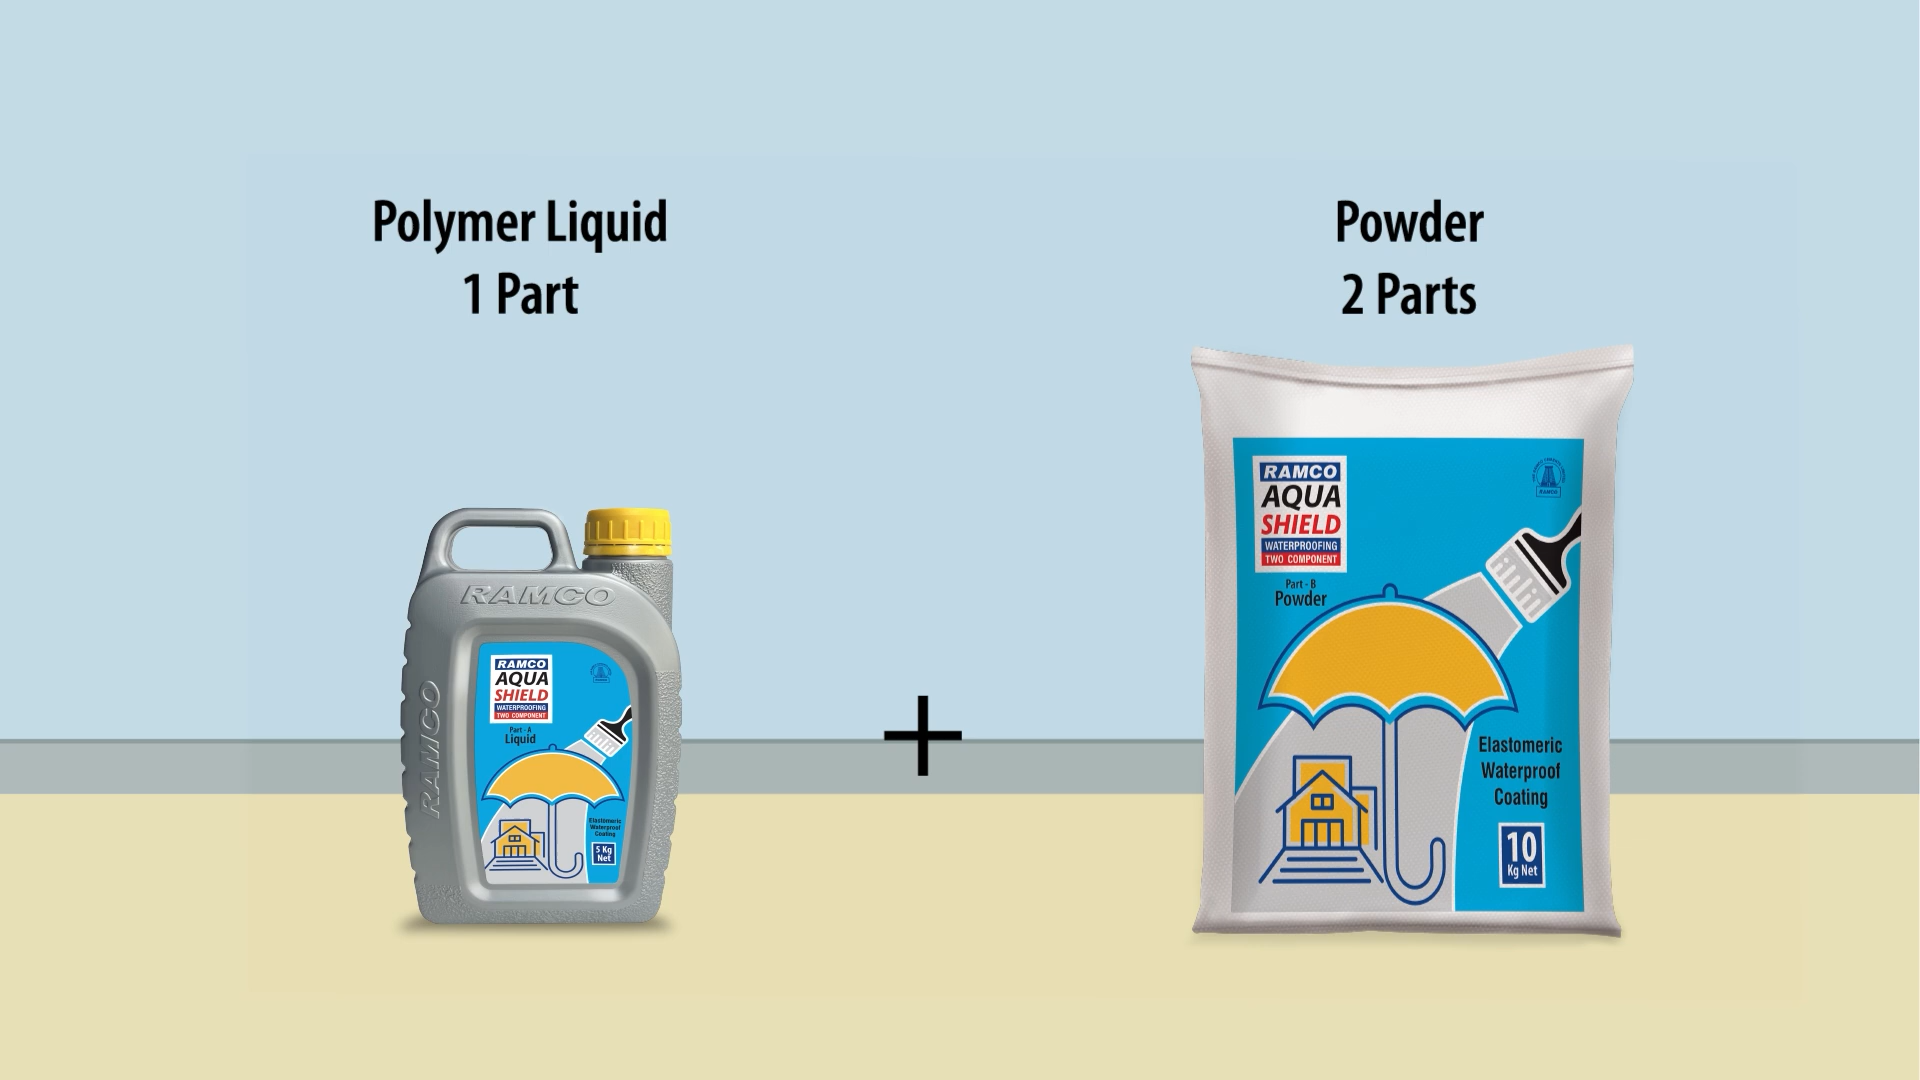 Polymer Liquid
1 Part
Powder
2 Parts
RAMCO
RAMCO
RAMCO
AQUA
SHIELD
WATERPROOFING
TWO COMPONENT
Part - A
Liquid
Elastomeric
Waterproof
Coating
5 Kg
Net
+
RAMCO
AQUA
SHIELD
WATERPROOFING
TWO COMPONENT
Part - B
Powder
RAMCO
Elastomeric
Waterproof
Coating
10
Kg Net